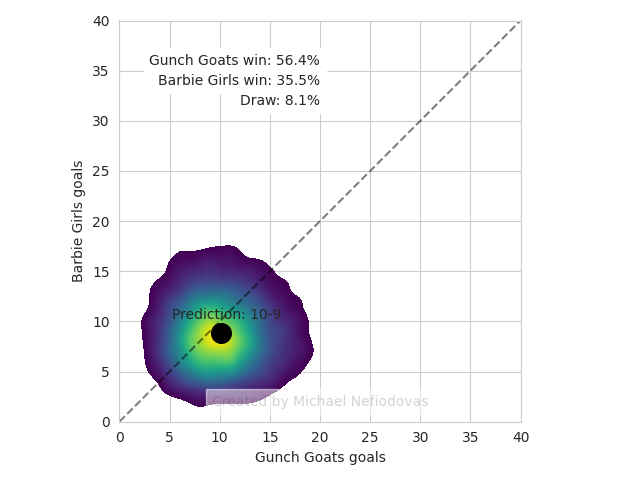 40
35
30
25
20
15
10
5
0
Barbie Girls goals
Gunch Goats win: 56.4%
Barbie Girls win: 35.5%
Draw: 8.1%
Prediction: 10-9
Created by Michael Nefiodovas
0 5 10 15 20 25 30 35 40
Gunch Goats goals